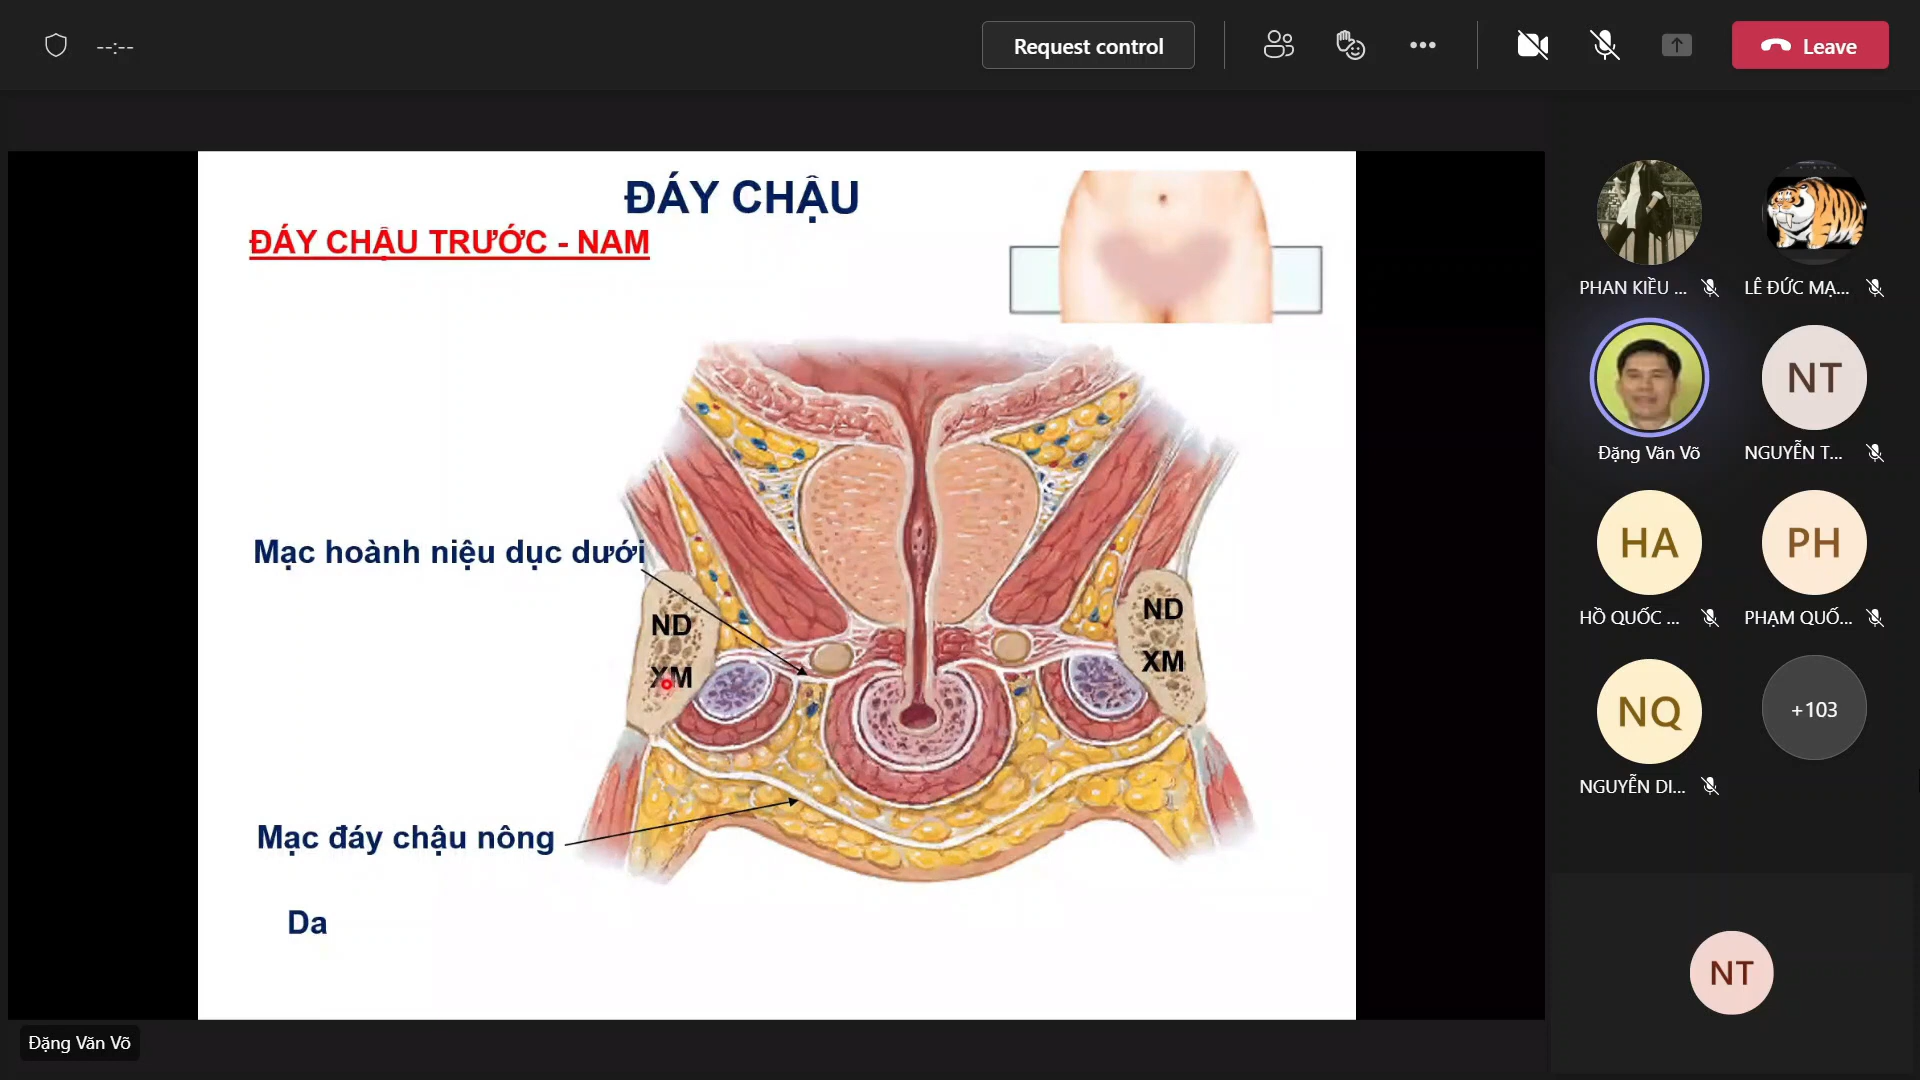 --:--
Request control
Leave
ĐÁY CHẬU
ĐÁY CHẬU TRƯỚC - NAM
Mạc hoành niệu dục dưới
ND
XM
ND
XM
Mạc đáy chậu nông
Da
PHAN KIỀU ...
LÊ ĐỨC MẠ...
Đặng Văn Võ
NT
NGUYỄN T...
HA
HỒ QUỐC ...
PH
PHẠM QUỐ...
NQ
NGUYỄN DI...
+103
NT
Đặng Văn Võ